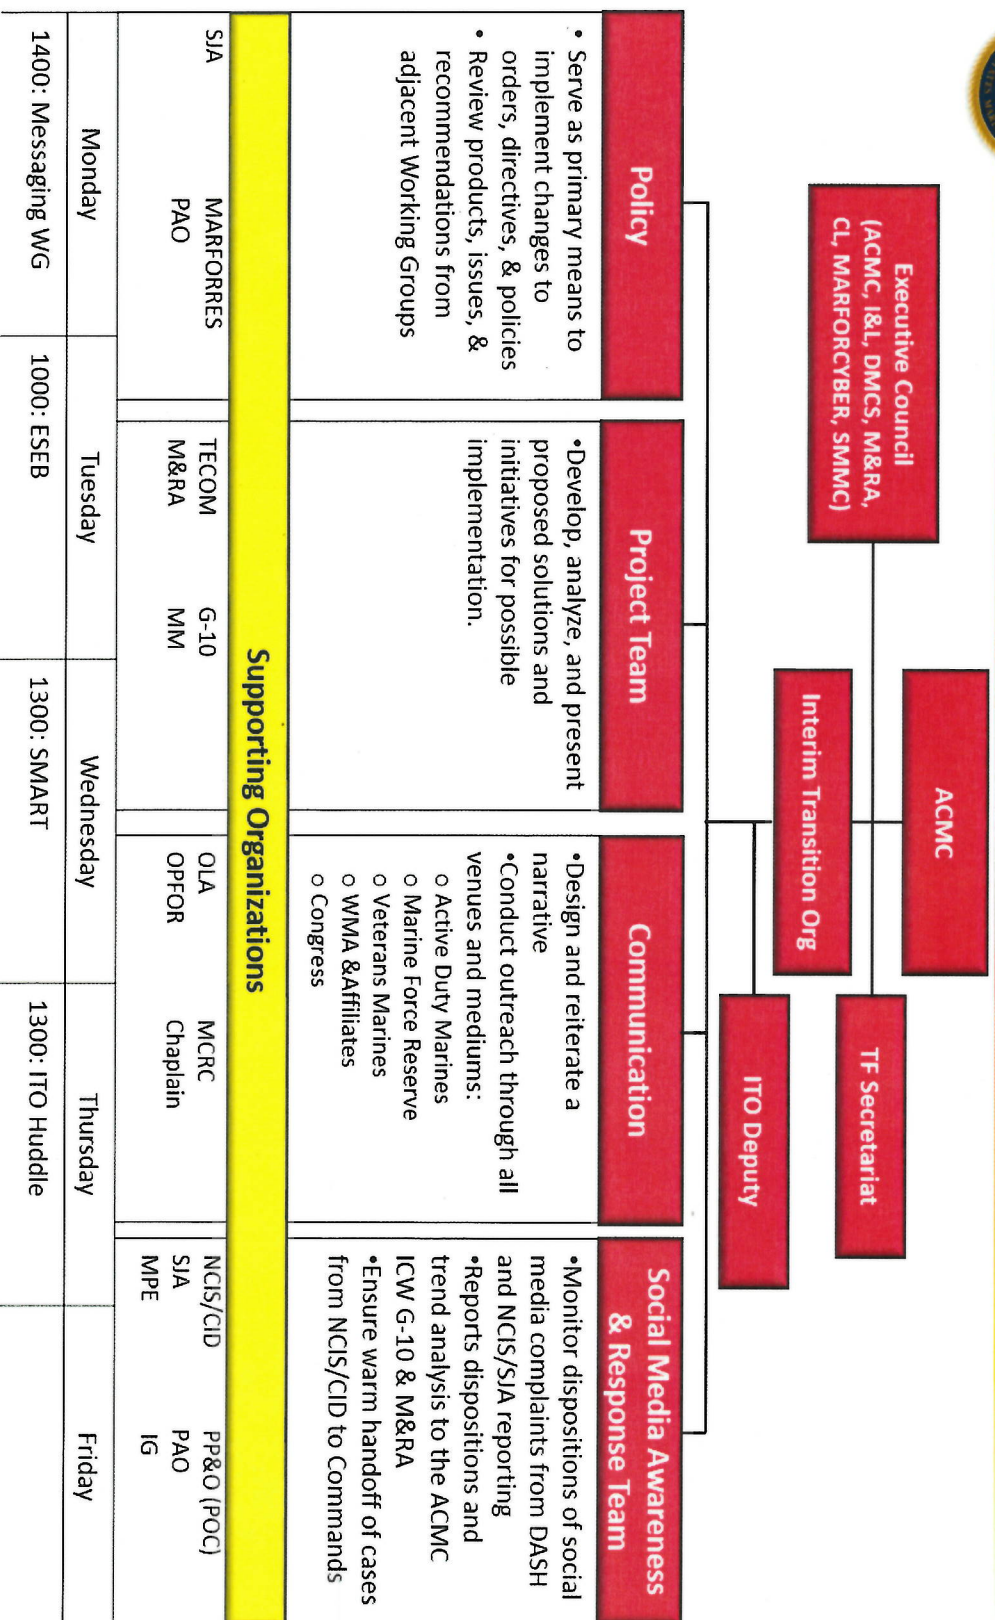 ACMC
Executive Council
(ACMC, I&L, DMCS, M&RA,
CL, MARFORCYBER, SMMC)
TF Secretariat
Interim Transition Org
ITO Deputy
Policy
• Serve as primary means to
implement changes to
orders, directives, & policies
• Review products, issues, &
recommendations from
adjacent Working Groups
Project Team
•Develop, analyze, and present
proposed solutions and
initiatives for possible
implementation.
Communication
•Design and reiterate a
narrative
•Conduct outreach through all
venues and mediums:
o Active Duty Marines
o Marine Force Reserve
o Veterans Marines
o WMA &Affiliates
o Congress
Social Media Awareness
& Response Team
•Monitor dispositions of social
media complaints from DASH
and NCIS/SJA reporting
•Reports dispositions and
trend analysis to the ACMC
ICW G-10 & M&RA
•Ensure warm handoff of cases
from NCIS/CID to Commands
Supporting Organizations
SJA MARFORRES
PAO
TECOM G-10
M&RA MM
OLA MCRC
OPFOR Chaplain
NCIS/CID PP&O (POC)
SJA PAO
MPE IG
Monday Tuesday Wednesday Thursday Friday
1400: Messaging WG 1000: ESEB 1300: SMART 1300: ITO Huddle